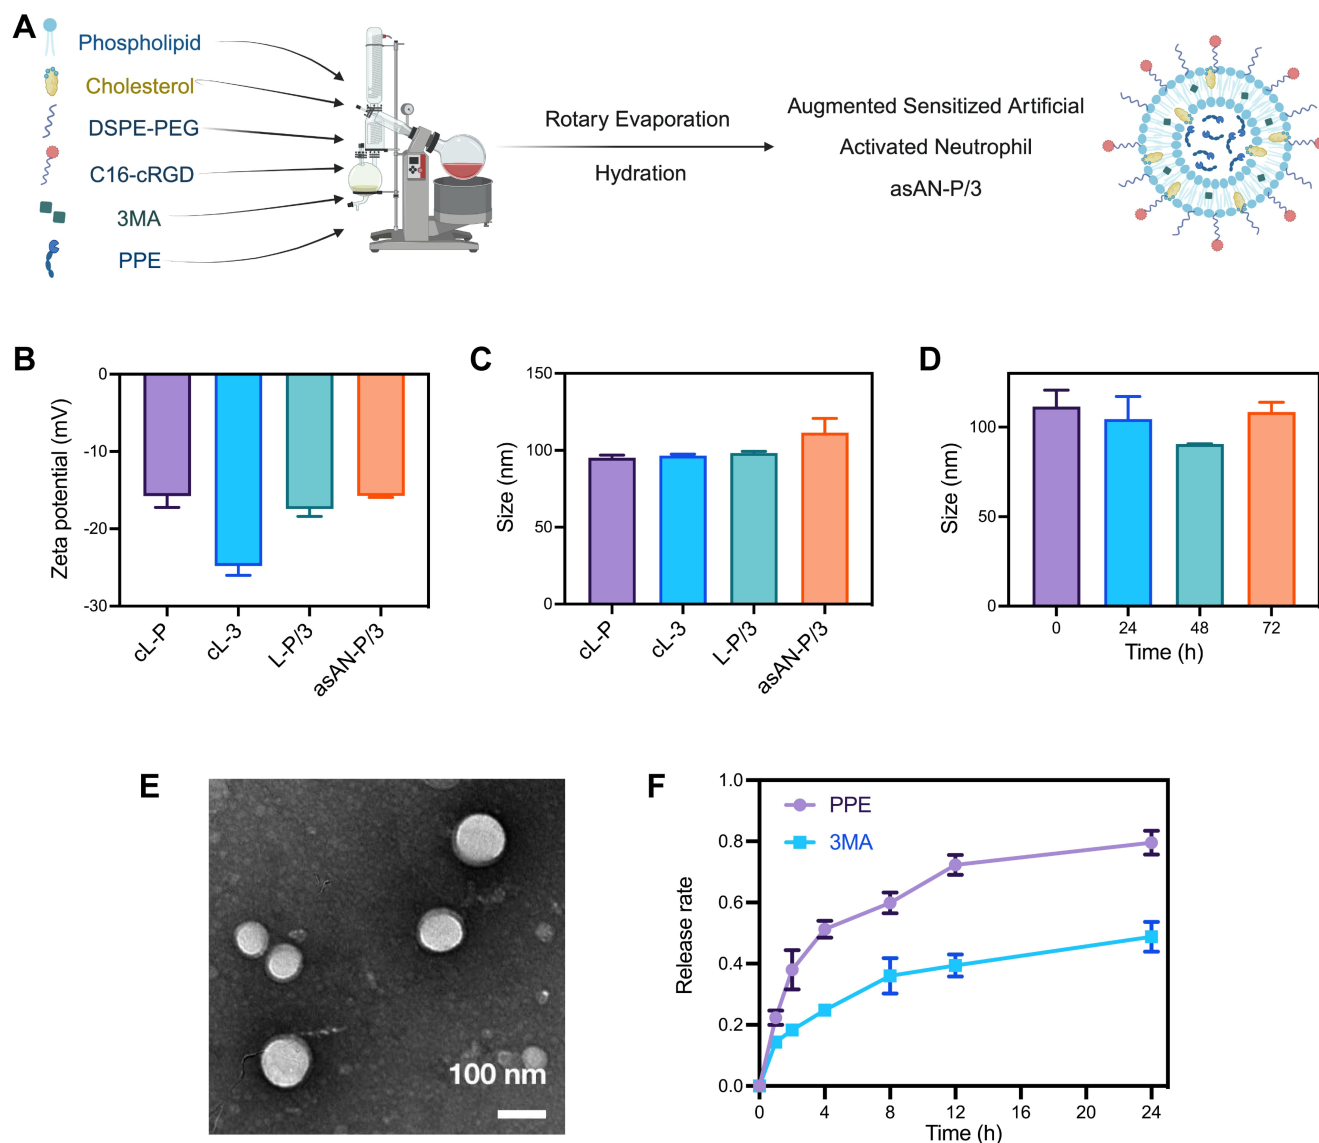 A
Phospholipid
Cholesterol
DSPE-PEG
C16-cRGD
3MA
PPE
Rotary Evaporation
Hydration
Augmented Sensitized Artificial
Activated Neutrophil
asAN-P/3
B
Zeta potential (mV)
0
-10
-20
-30
cL-P
cL-3
L-P/3
asAN-P/3
C
Size (nm)
150
100
50
0
cL-P
cL-3
L-P/3
asAN-P/3
D
Size (nm)
100
50
0
0 24 48 72
Time (h)
E
100 nm
F
Release rate
1.0
0.8
0.6
0.4
0.2
0.0
PPE
3MA
0 4 8 12 16 20 24
Time (h)